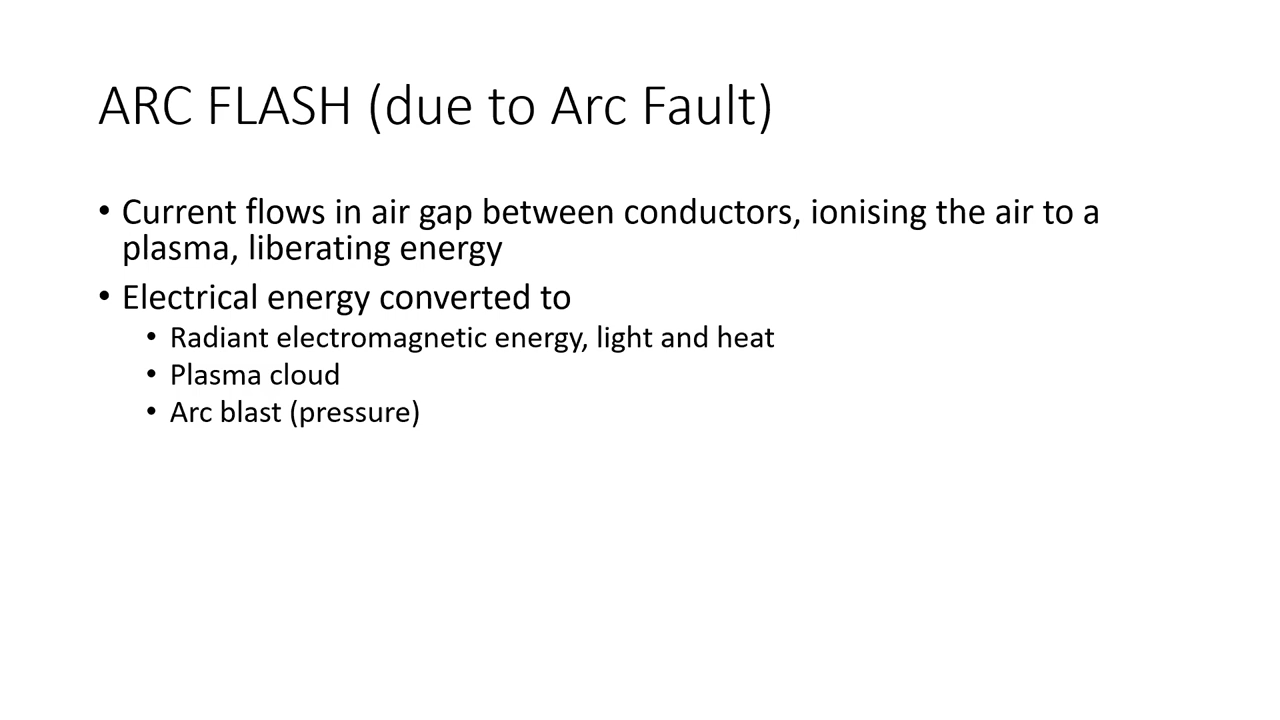 ARC FLASH (due to Arc Fault)
• Current flows in air gap between conductors, ionising the air to a
plasma, liberating energy
• Electrical energy converted to
• Radiant electromagnetic energy, light and heat
• Plasma cloud
• Arc blast (pressure)